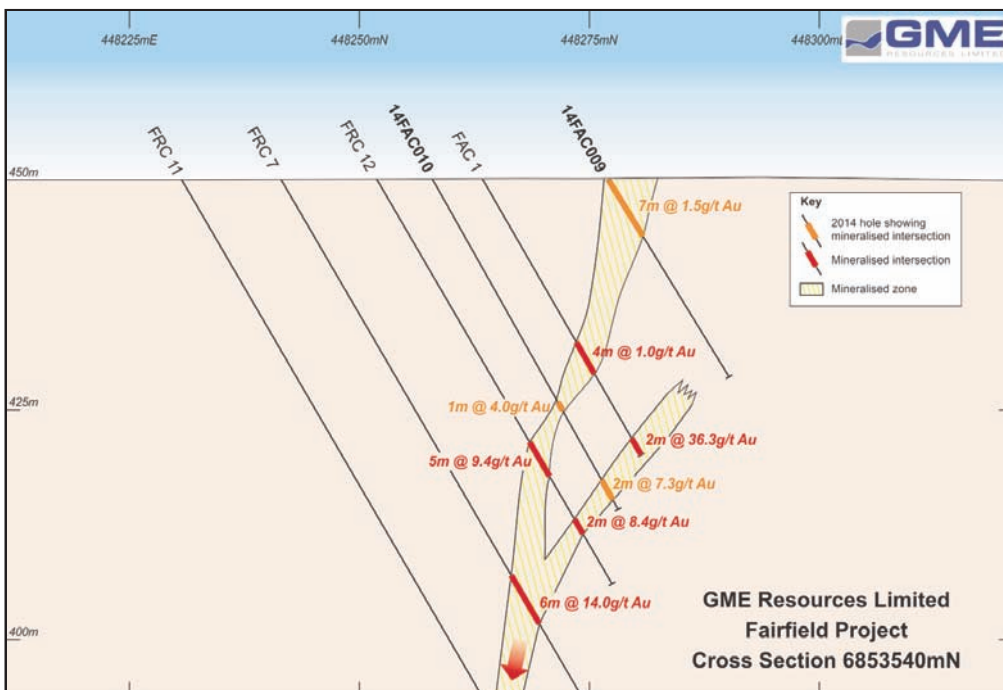 448225mE
448250mN
448275mN
448300m
GME
RESOURCES LIMITED
FRC 11
FRC 7
FRC 12
14FAC010
FAC 1
14FAC009
450m
425m
400m
7m @ 1.5g/t Au
4m @ 1.0g/t Au
1m @ 4.0g/t Au
2m @ 36.3g/t Au
5m @ 9.4g/t Au
2m @ 7.3g/t Au
2m @ 8.4g/t Au
6m @ 14.0g/t Au
Key
2014 hole showing
mineralised intersection
Mineralised intersection
Mineralised zone
GME Resources Limited
Fairfield Project
Cross Section 6853540mN